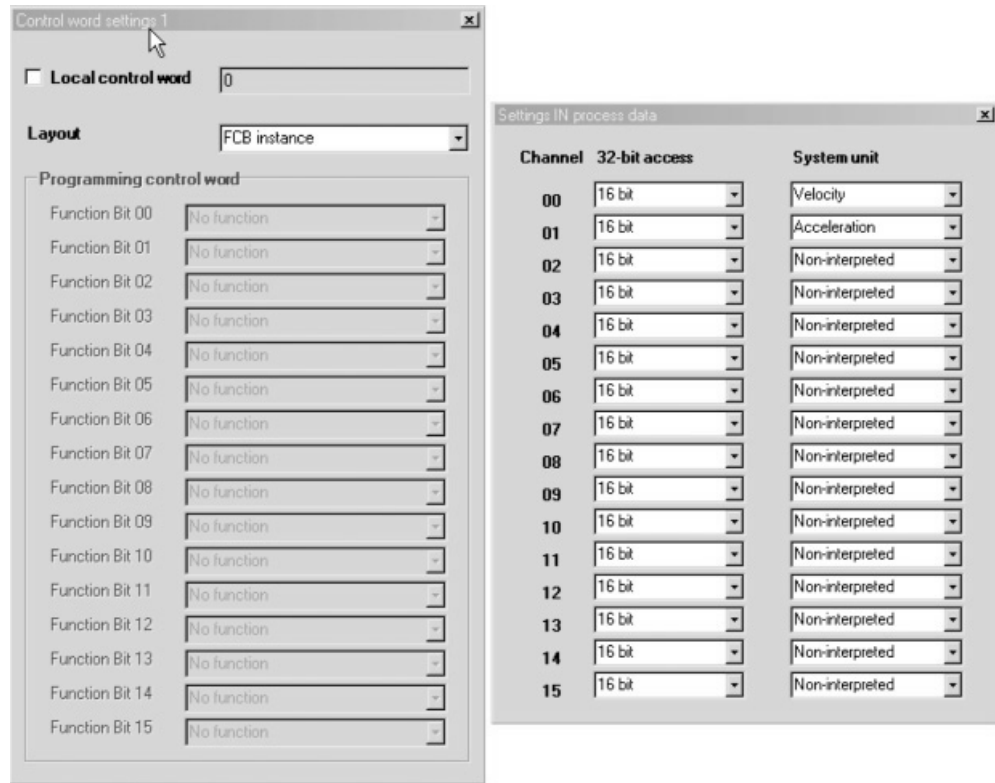 Control word settings 1
Local control word 0
Layout FCB instance
Programming control word
Function Bit 00 No function
Function Bit 01 No function
Function Bit 02 No function
Function Bit 03 No function
Function Bit 04 No function
Function Bit 05 No function
Function Bit 06 No function
Function Bit 07 No function
Function Bit 08 No function
Function Bit 09 No function
Function Bit 10 No function
Function Bit 11 No function
Function Bit 12 No function
Function Bit 13 No function
Function Bit 14 No function
Function Bit 15 No function
Settings IN process data
Channel 32-bit access System unit
00 16 bit Velocity
01 16 bit Acceleration
02 16 bit Non-interpreted
03 16 bit Non-interpreted
04 16 bit Non-interpreted
05 16 bit Non-interpreted
06 16 bit Non-interpreted
07 16 bit Non-interpreted
08 16 bit Non-interpreted
09 16 bit Non-interpreted
10 16 bit Non-interpreted
11 16 bit Non-interpreted
12 16 bit Non-interpreted
13 16 bit Non-interpreted
14 16 bit Non-interpreted
15 16 bit Non-interpreted